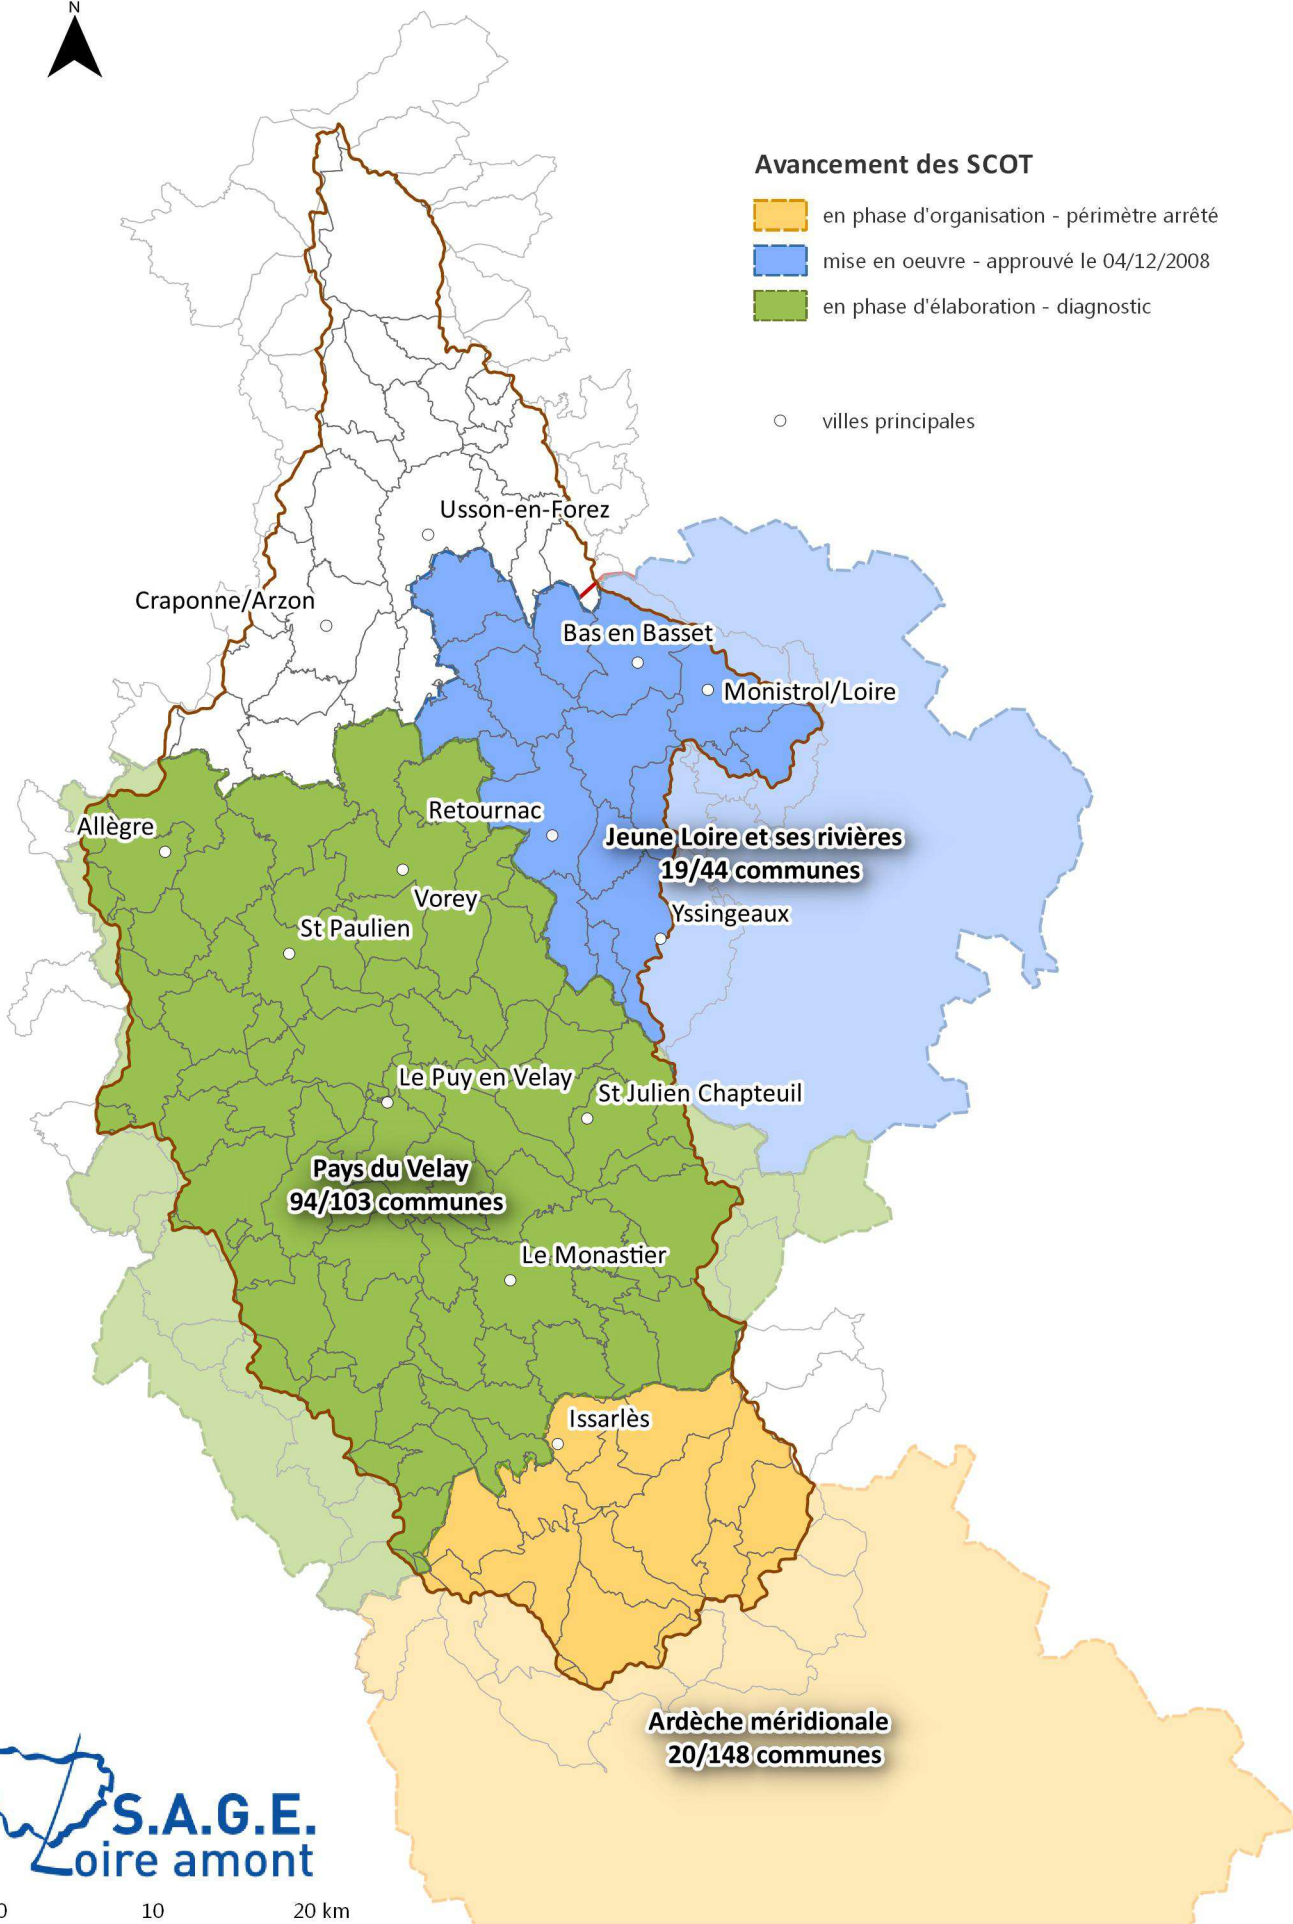 N
Avancement des SCOT
en phase d'organisation - périmètre arrêté
mise en oeuvre - approuvé le 04/12/2008
en phase d'élaboration - diagnostic
villes principales
Usson-en-Forez
Craponne/Arzon
Bas en Basset
Monistrol/Loire
Retournac
Allègre
Jeune Loire et ses rivières
19/44 communes
Vorey
Yssingeaux
St Paulien
Le Puy en Velay
St Julien Chapteuil
Pays du Velay
94/103 communes
Le Monastier
Issarlès
Ardèche méridionale
20/148 communes
S.A.G.E.
Loire amont
0 10 20 km